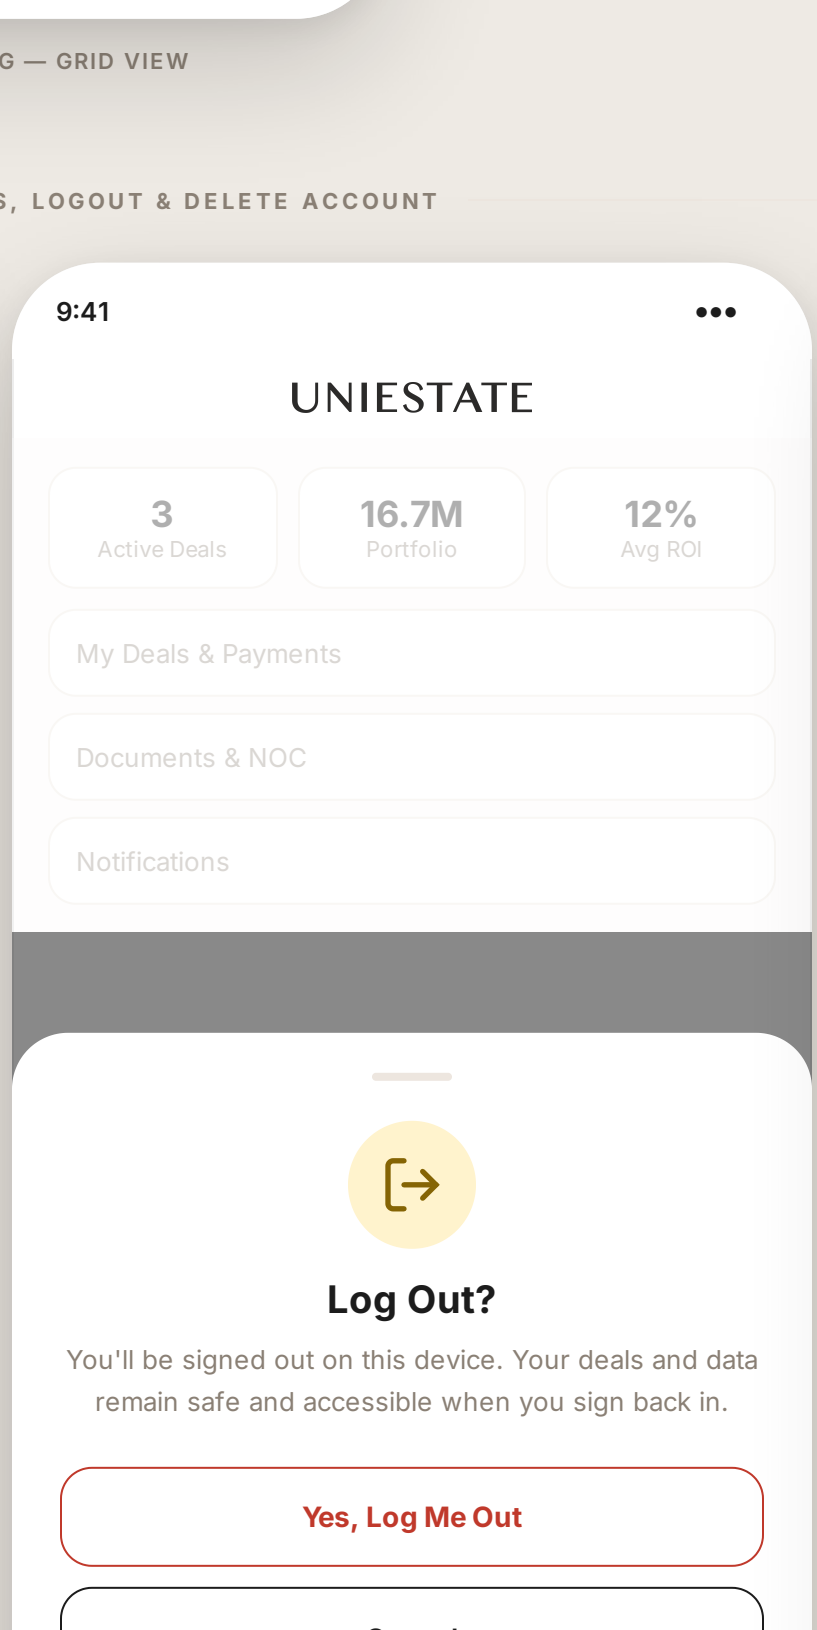 G — GRID VIEW
S, LOGOUT & DELETE ACCOUNT
9:41
UNIESTATE
3
Active Deals
16.7M
Portfolio
12%
Avg ROI
My Deals & Payments
Documents & NOC
Notifications
Log Out?
You'll be signed out on this device. Your deals and data
remain safe and accessible when you sign back in.
Yes, Log Me Out